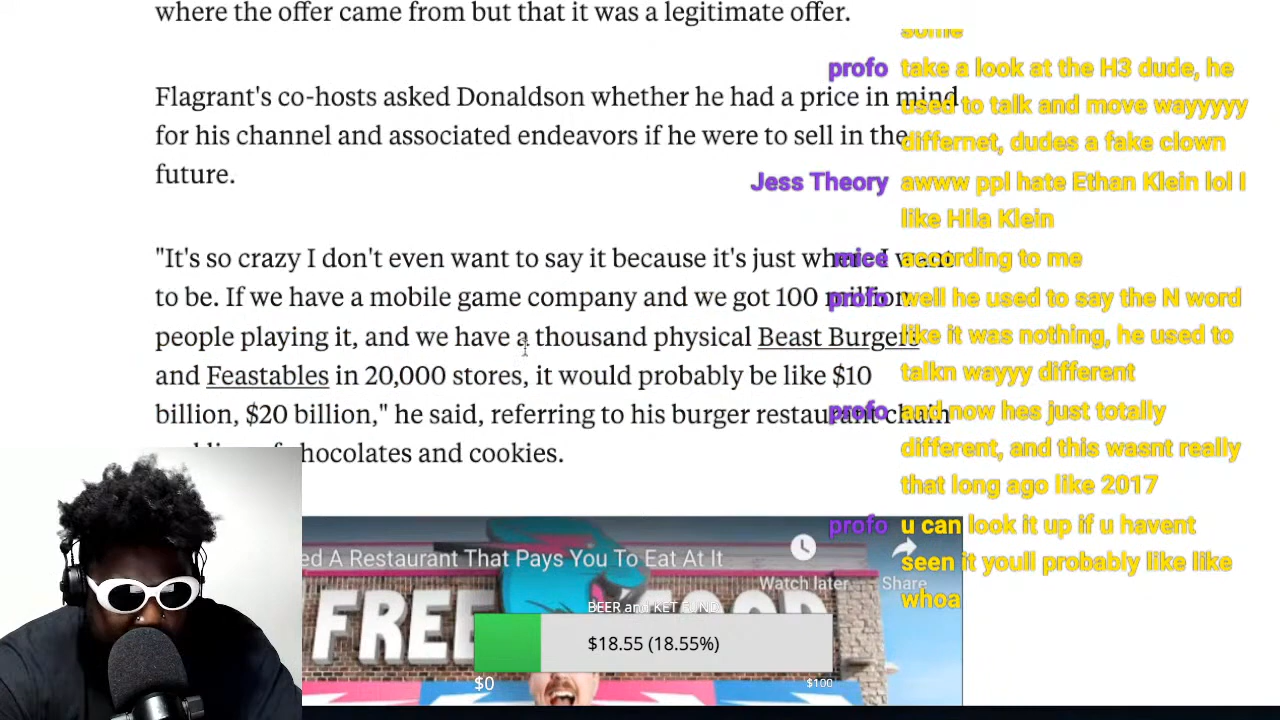 where the offer came from but that it was a legitimate offer.
Flagrant's co-hosts asked Donaldson whether he had a price in mind
for his channel and associated endeavors if he were to sell in the
future.
"It's so crazy I don't even want to say it because it's just where I want
to be. If we have a mobile game company and we got 100 million
people playing it, and we have a thousand physical Beast Burgers
and Feastables in 20,000 stores, it would probably be like $10
billion, $20 billion," he said, referring to his burger restaurant chain
hocolates and cookies.
ed A Restaurant That Pays You To Eat At It
Watch later
Share
FREE
BEER and KET FUND
$18.55 (18.55%)
$0
$100
some
profo take a look at the H3 dude, he
used to talk and move wayyyyy
differnet, dudes a fake clown
Jess Theory awww ppl hate Ethan Klein lol I
like Hila Klein
mice according to me
profo well he used to say the N word
like it was nothing, he used to
talkn wayyy different
profo and now hes just totally
different, and this wasnt really
that long ago like 2017
profo u can look it up if u havent
seen it youll probably like like
whoa